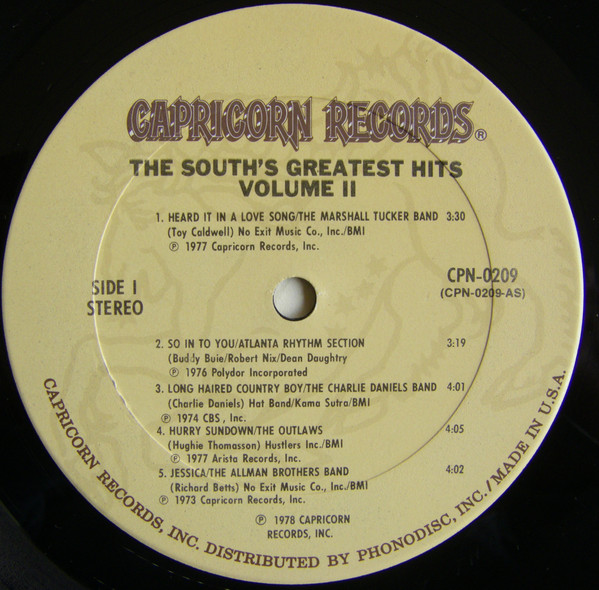 CAPRICORN RECORDS®
THE SOUTH'S GREATEST HITS
VOLUME II
1. HEARD IT IN A LOVE SONG/THE MARSHALL TUCKER BAND 3:30
(Toy Caldwell) No Exit Music Co., Inc./BMI
Ⓟ 1977 Capricorn Records, Inc.
SIDE I
STEREO
CPN-0209
(CPN-0209-AS)
2. SO IN TO YOU/ATLANTA RHYTHM SECTION 3:19
(Buddy Buie/Robert Nix/Dean Daughtry
Ⓟ 1976 Polydor Incorporated
3. LONG HAIRED COUNTRY BOY/THE CHARLIE DANIELS BAND 4:01
(Charlie Daniels) Hat Band/Kama Sutra/BMI
Ⓟ 1974 CBS, Inc.
4. HURRY SUNDOWN/THE OUTLAWS 4:05
(Hughie Thomasson) Hustlers Inc./BMI
Ⓟ 1977 Arista Records, Inc.
5. JESSICA/THE ALLMAN BROTHERS BAND 4:02
(Richard Betts) No Exit Music Co., Inc./BMI
Ⓟ 1973 Capricorn Records, Inc.
Ⓟ 1978 CAPRICORN
RECORDS, INC.
CAPRICORN RECORDS, INC. DISTRIBUTED BY PHONODISC, INC./MADE IN U.S.A.